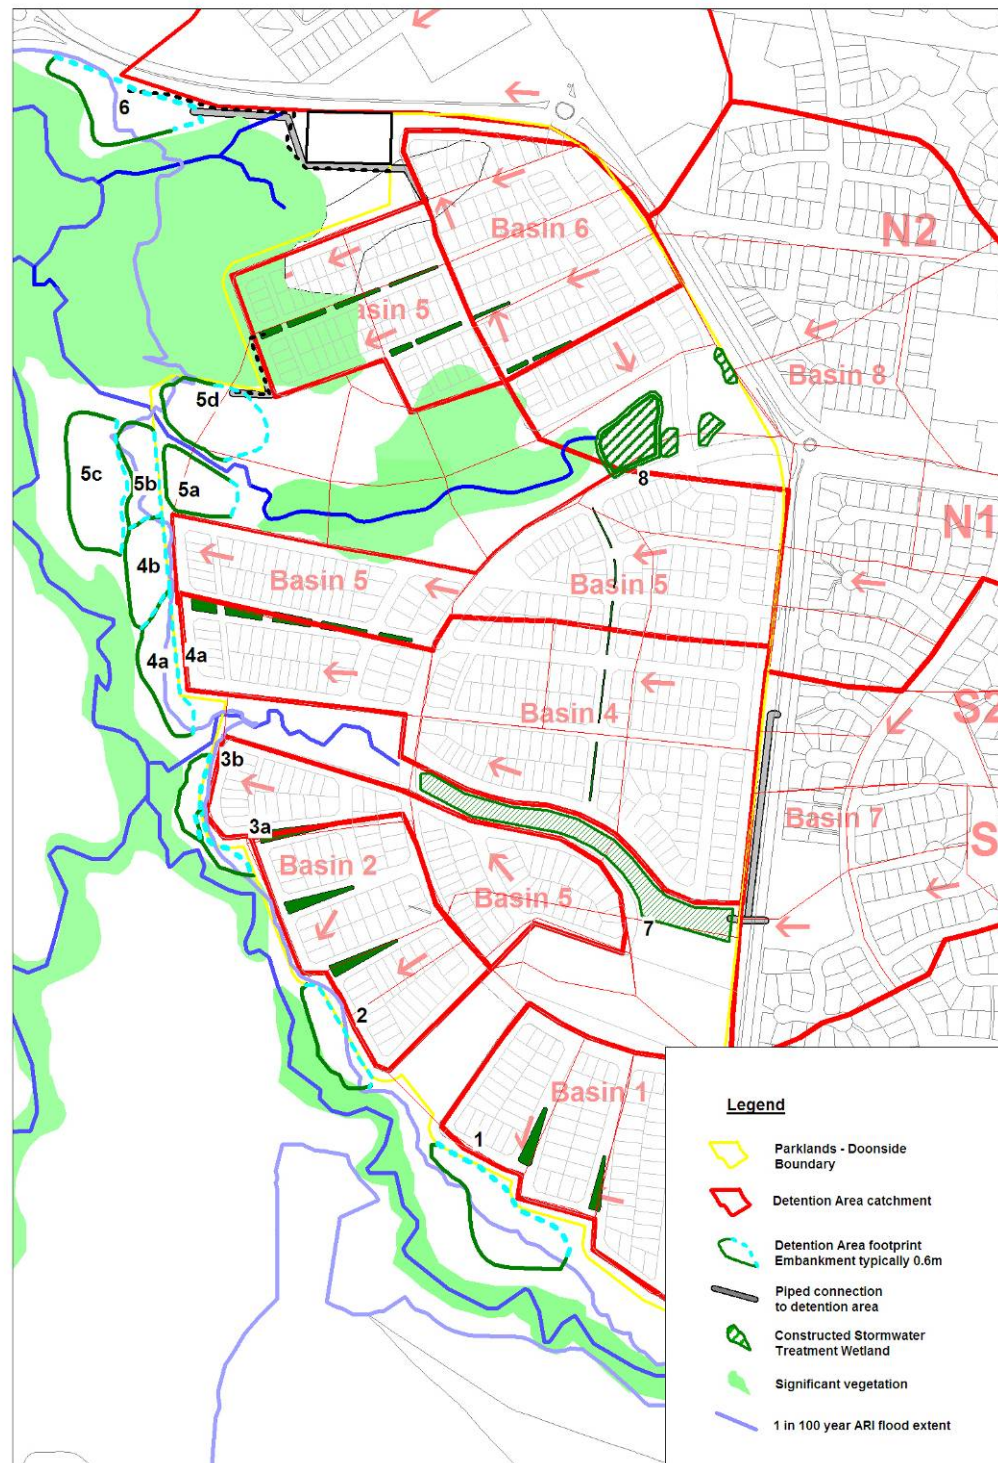 6
Basin 6
N2
asin 5
Basin 8
5d
5c
5b
5a
8
N1
4b
Basin 5
Basin 5
4a
4a
Basin 4
S2
3b
3a
Basin 7
Basin 2
S
Basin 5
7
2
Basin 1
1
Legend
Parklands - Doonside
Boundary
Detention Area catchment
Detention Area footprint
Embankment typically 0.6m
Piped connection
to detention area
Constructed Stormwater
Treatment Wetland
Significant vegetation
1 in 100 year ARI flood extent